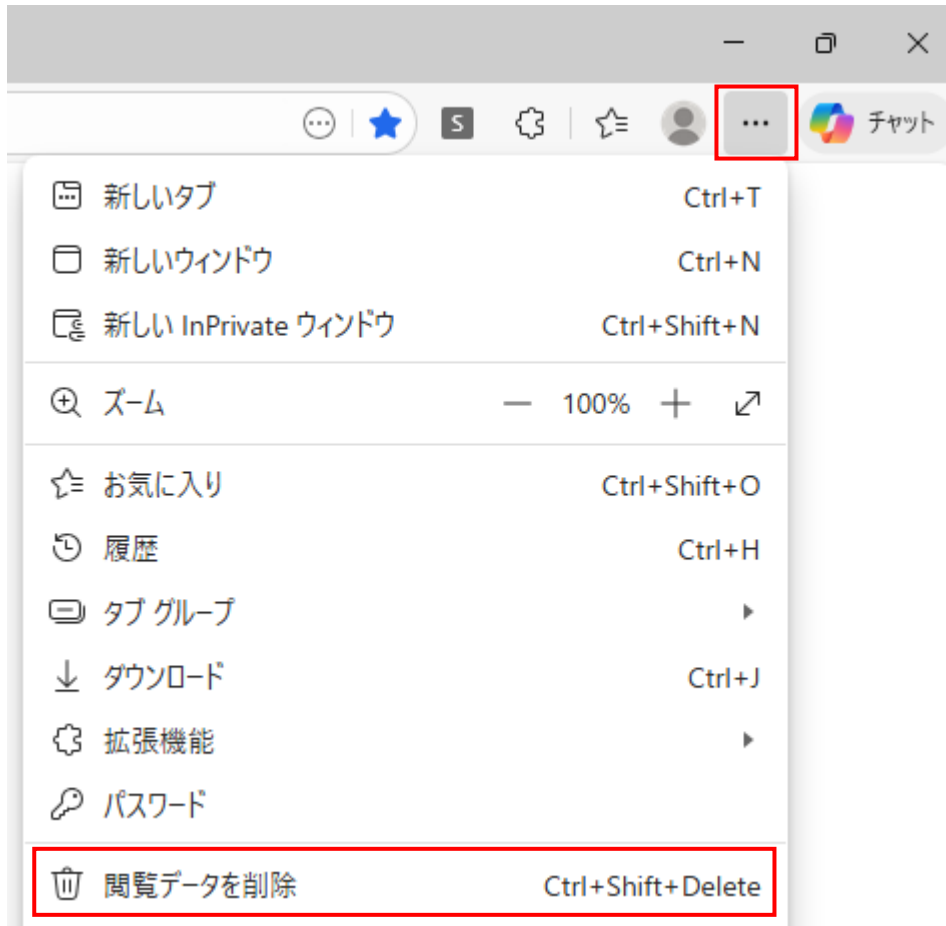 S
チャット
新しいタブ Ctrl+T
新しいウィンドウ Ctrl+N
新しい InPrivate ウィンドウ Ctrl+Shift+N
ズーム 100%
お気に入り Ctrl+Shift+O
履歴 Ctrl+H
タブ グループ
ダウンロード Ctrl+J
拡張機能
パスワード
閲覧データを削除 Ctrl+Shift+Delete